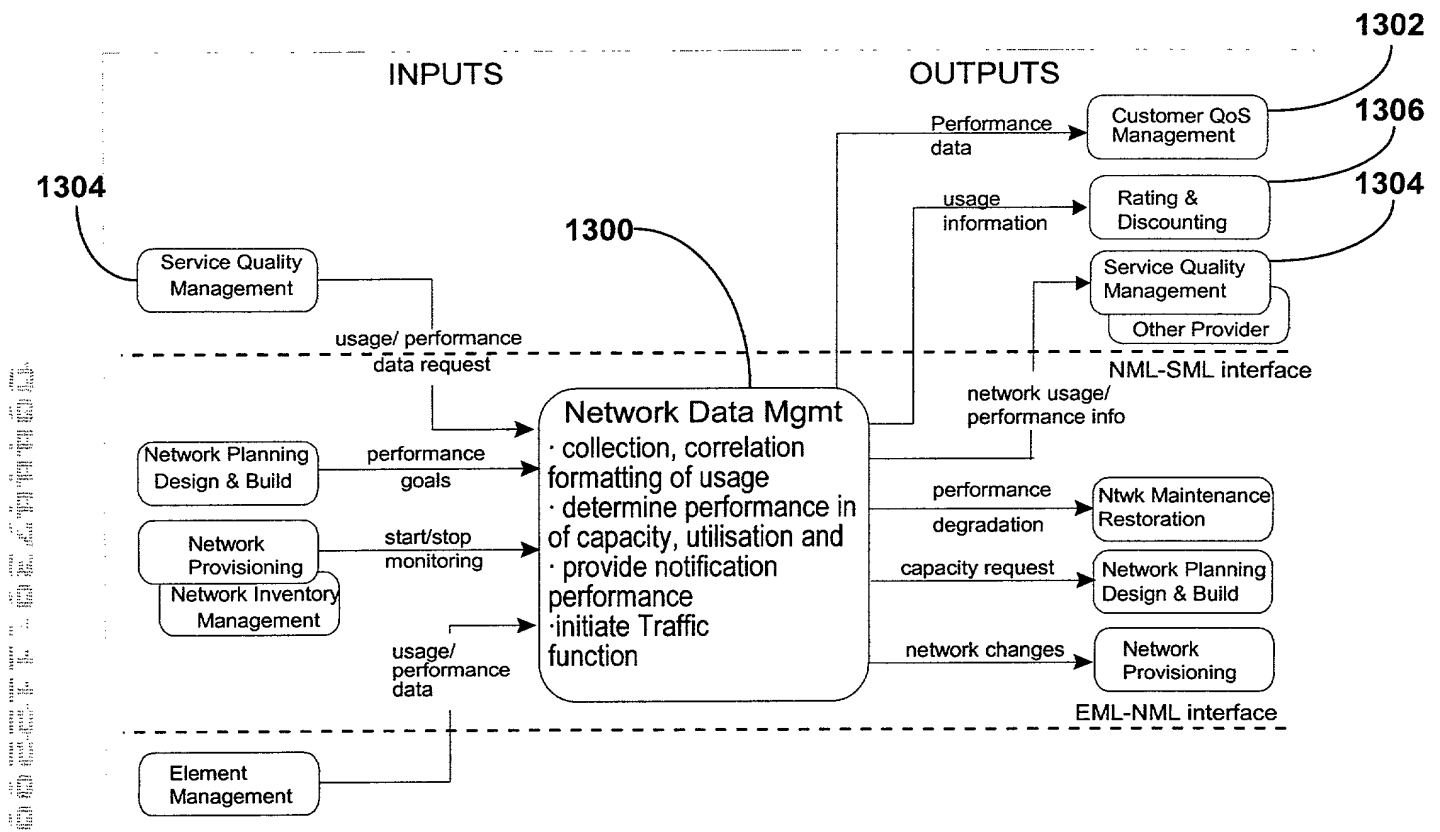 1302
INPUTS
OUTPUTS
Performance
data
Customer QoS
Management
1306
1304
usage
information
Rating &
Discounting
1304
1300
Service Quality
Management
Service Quality
Management
Other Provider
usage/ performance
data request
NML-SML interface
network usage/
performance info
Network Data Mgmt
· collection, correlation
formatting of usage
· determine performance in
of capacity, utilisation and
· provide notification
performance
·initiate Traffic
function
Network Planning
Design & Build
performance
goals
Network
Provisioning
start/stop
monitoring
Network Inventory
Management
usage/
performance
data
performance
degradation
Ntwk Maintenance
Restoration
capacity request
Network Planning
Design & Build
network changes
Network
Provisioning
EML-NML interface
Element
Management